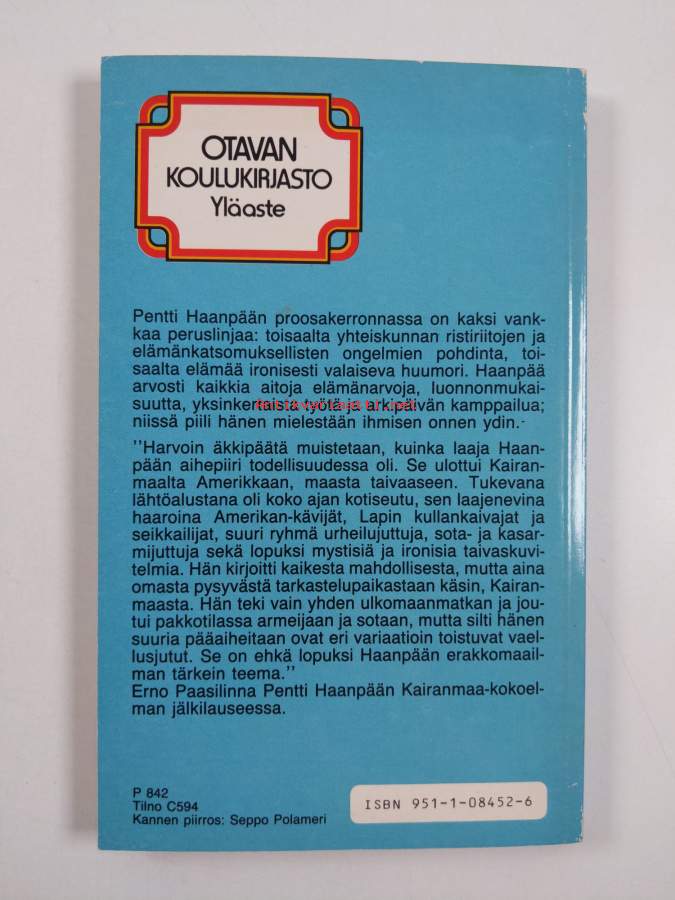 OTAVAN
KOULUKIRJASTO
Yläaste
Pentti Haanpään proosakerronnassa on kaksi vank-
kaa peruslinjaa: toisaalta yhteiskunnan ristiriitojen ja
elämänkatsomuksellisten ongelmien pohdinta, toi-
saalta elämää ironisesti valaiseva huumori. Haanpää
arvosti kaikkia aitoja elämänarvoja, luonnonmukai-
suutta, yksinkertaista työtä ja arkipäivän kamppailua;
niissä piili hänen mielestään ihmisen onnen ydin.
"Harvoin äkkipäätä muistetaan, kuinka laaja Haan-
pään aihepiiri todellisuudessa oli. Se ulottui Kairan-
maalta Amerikkaan, maasta taivaaseen. Tukevana
lähtöalustana oli koko ajan kotiseutu, sen laajenevina
haaroina Amerikan-kävijät, Lapin kullankaivajat ja
seikkailijat, suuri ryhmä urheilujuttuja, sota- ja kasar-
mijuttuja sekä lopuksi mystisiä ja ironisia taivaskuvi-
telmia. Hän kirjoitti kaikesta mahdollisesta, mutta aina
omasta pysyvästä tarkastelupaikastaan käsin, Kairan-
maasta. Hän teki vain yhden ulkomaanmatkan ja jou-
tui pakkotilassa armeijaan ja sotaan, mutta silti hänen
suuria pääaiheitaan ovat eri variaatioin toistuvat vael-
lusjutut. Se on ehkä lopuksi Haanpään erakkomaail-
man tärkein teema."
Erno Paasilinna Pentti Haanpään Kairanmaa-kokoel-
man jälkilauseessa.
P 842
Tilno C594
Kannen piirros: Seppo Polameri
ISBN 951-1-08452-6